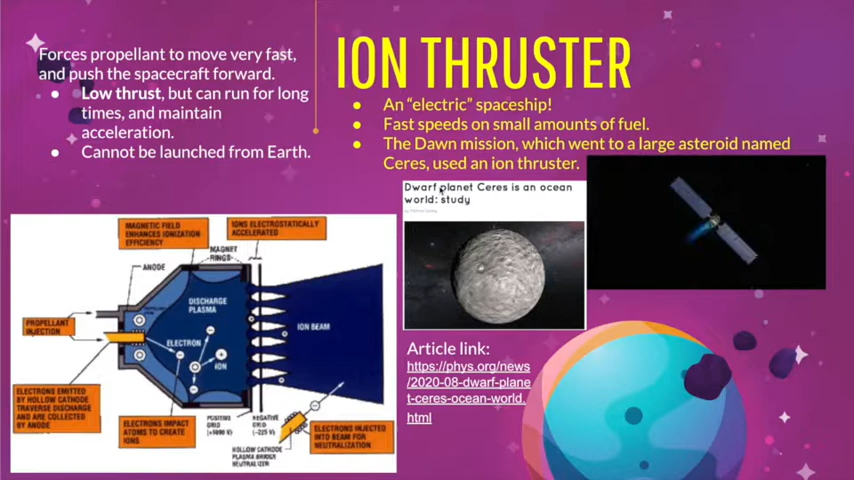 Forces propellant to move very fast,
and push the spacecraft forward.
● Low thrust, but can run for long
times, and maintain
acceleration.
● Cannot be launched from Earth.
ION THRUSTER
● An “electric” spaceship!
● Fast speeds on small amounts of fuel.
● The Dawn mission, which went to a large asteroid named
Ceres, used an ion thruster.
MAGNETIC FIELD
ENHANCES IONIZATION
EFFICIENCY
IONS ELECTROSTATICALLY
ACCELERATED
MAGNET
RINGS
ANODE
DISCHARGE
PLASMA
PROPELLANT
INJECTION
ION BEAM
ELECTRON
ION
ELECTRONS EMITTED
BY HOLLOW CATHODE
TRAVERSE DISCHARGE
AND ARE COLLECTED
BY ANODE
ELECTRONS IMPACT
ATOMS TO CREATE
IONS
POSITIVE
GRID
NEGATIVE
GRID
(-225 V)
HOLLOW CATHODE
PLASMA BRIDGE
NEUTRALIZER
ELECTRONS INJECTED
INTO BEAM FOR
NEUTRALIZATION
Dwarf planet Ceres is an ocean
world: study
Article link:
https://phys.org/news
/2020-08-dwarf-plane
t-ceres-ocean-world.
html